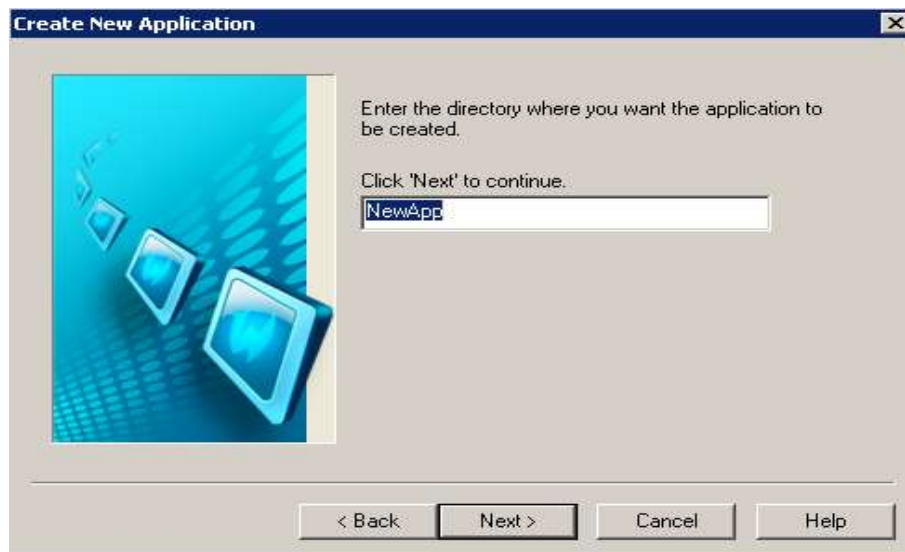 Create New Application
Enter the directory where you want the application to
be created.
Click 'Next' to continue.
NewApp
< Back
Next >
Cancel
Help